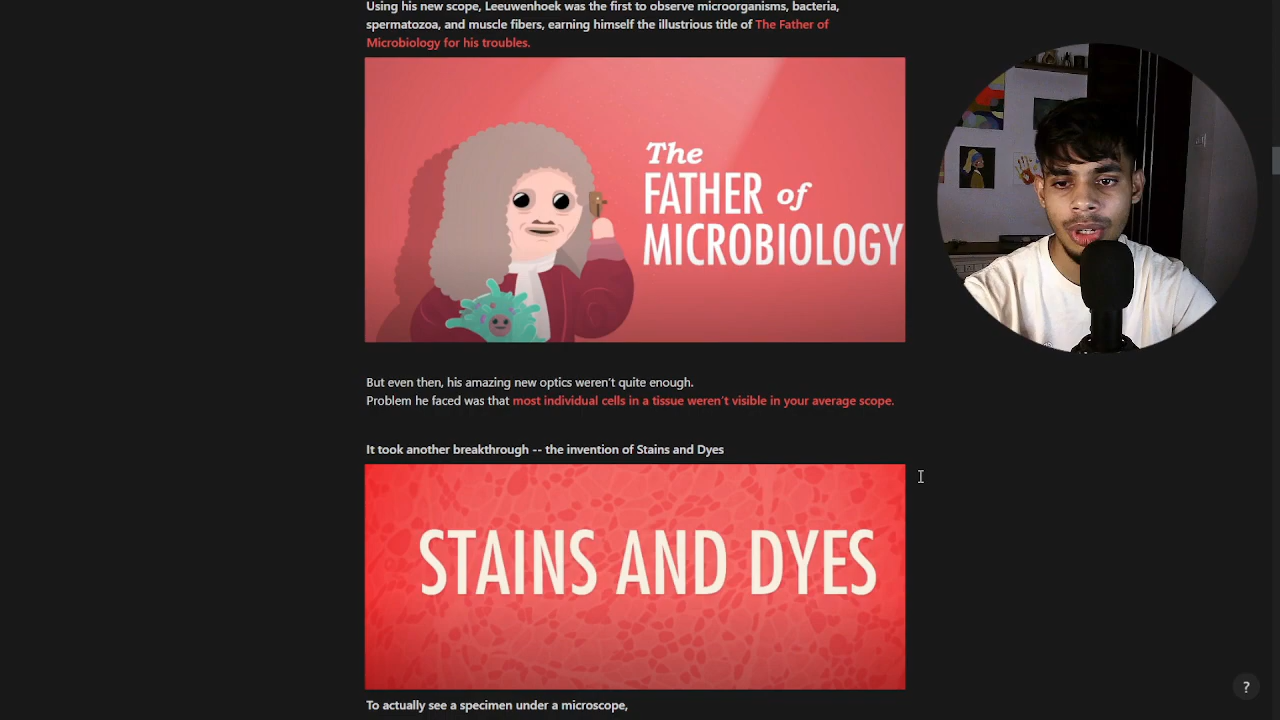 Using his new scope, Leeuwenhoek was the first to observe microorganisms, bacteria,
spermatozoa, and muscle fibers, earning himself the illustrious title of The Father of
Microbiology for his troubles.
The
FATHER of
MICROBIOLOGY
But even then, his amazing new optics weren't quite enough.
Problem he faced was that most individual cells in a tissue weren't visible in your average scope.
It took another breakthrough -- the invention of Stains and Dyes
STAINS AND DYES
To actually see a specimen under a microscope,
?